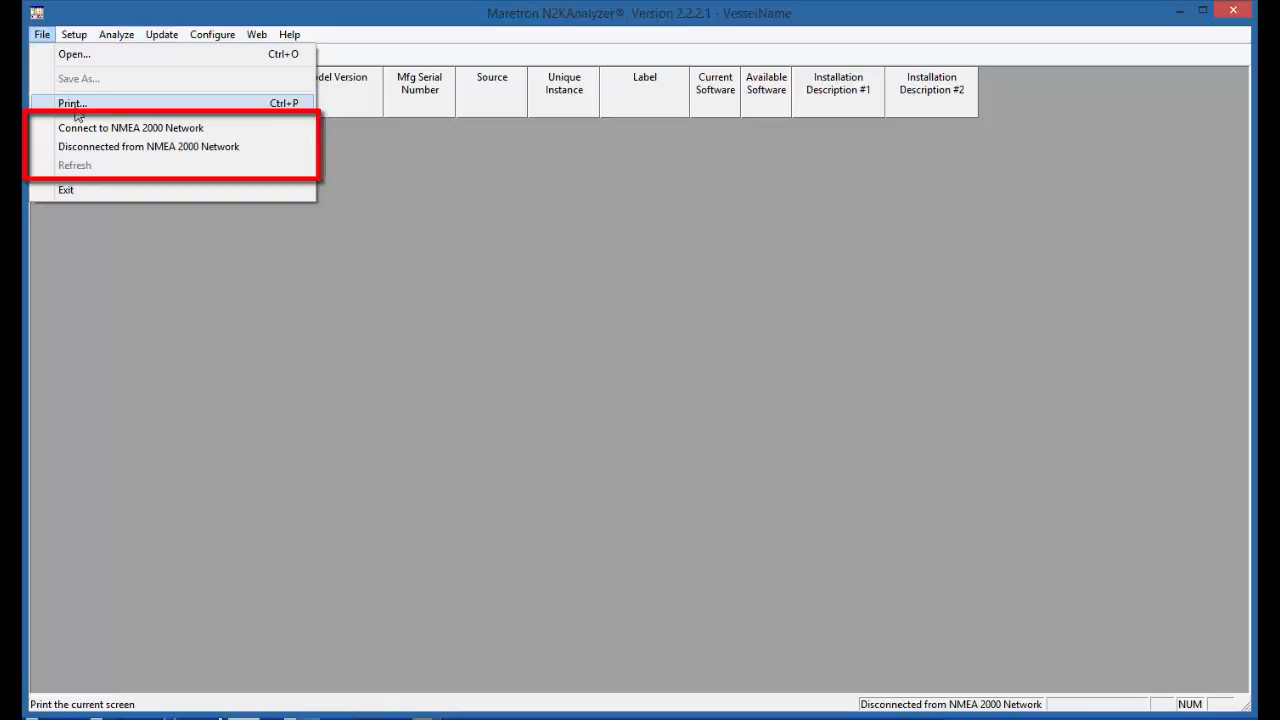 Maretron N2KAnalyzer®, Version 2.2.2.1 - VesselName
File Setup Analyze Update Configure Web Help
Open... Ctrl+O
Save As...
Print... Ctrl+P
Connect to NMEA 2000 Network
Disconnected from NMEA 2000 Network
Refresh
Exit
del Version
Mfg Serial
Number
Source
Unique
Instance
Label
Current
Software
Available
Software
Installation
Description #1
Installation
Description #2
Print the current screen
Disconnected from NMEA 2000 Network
NUM